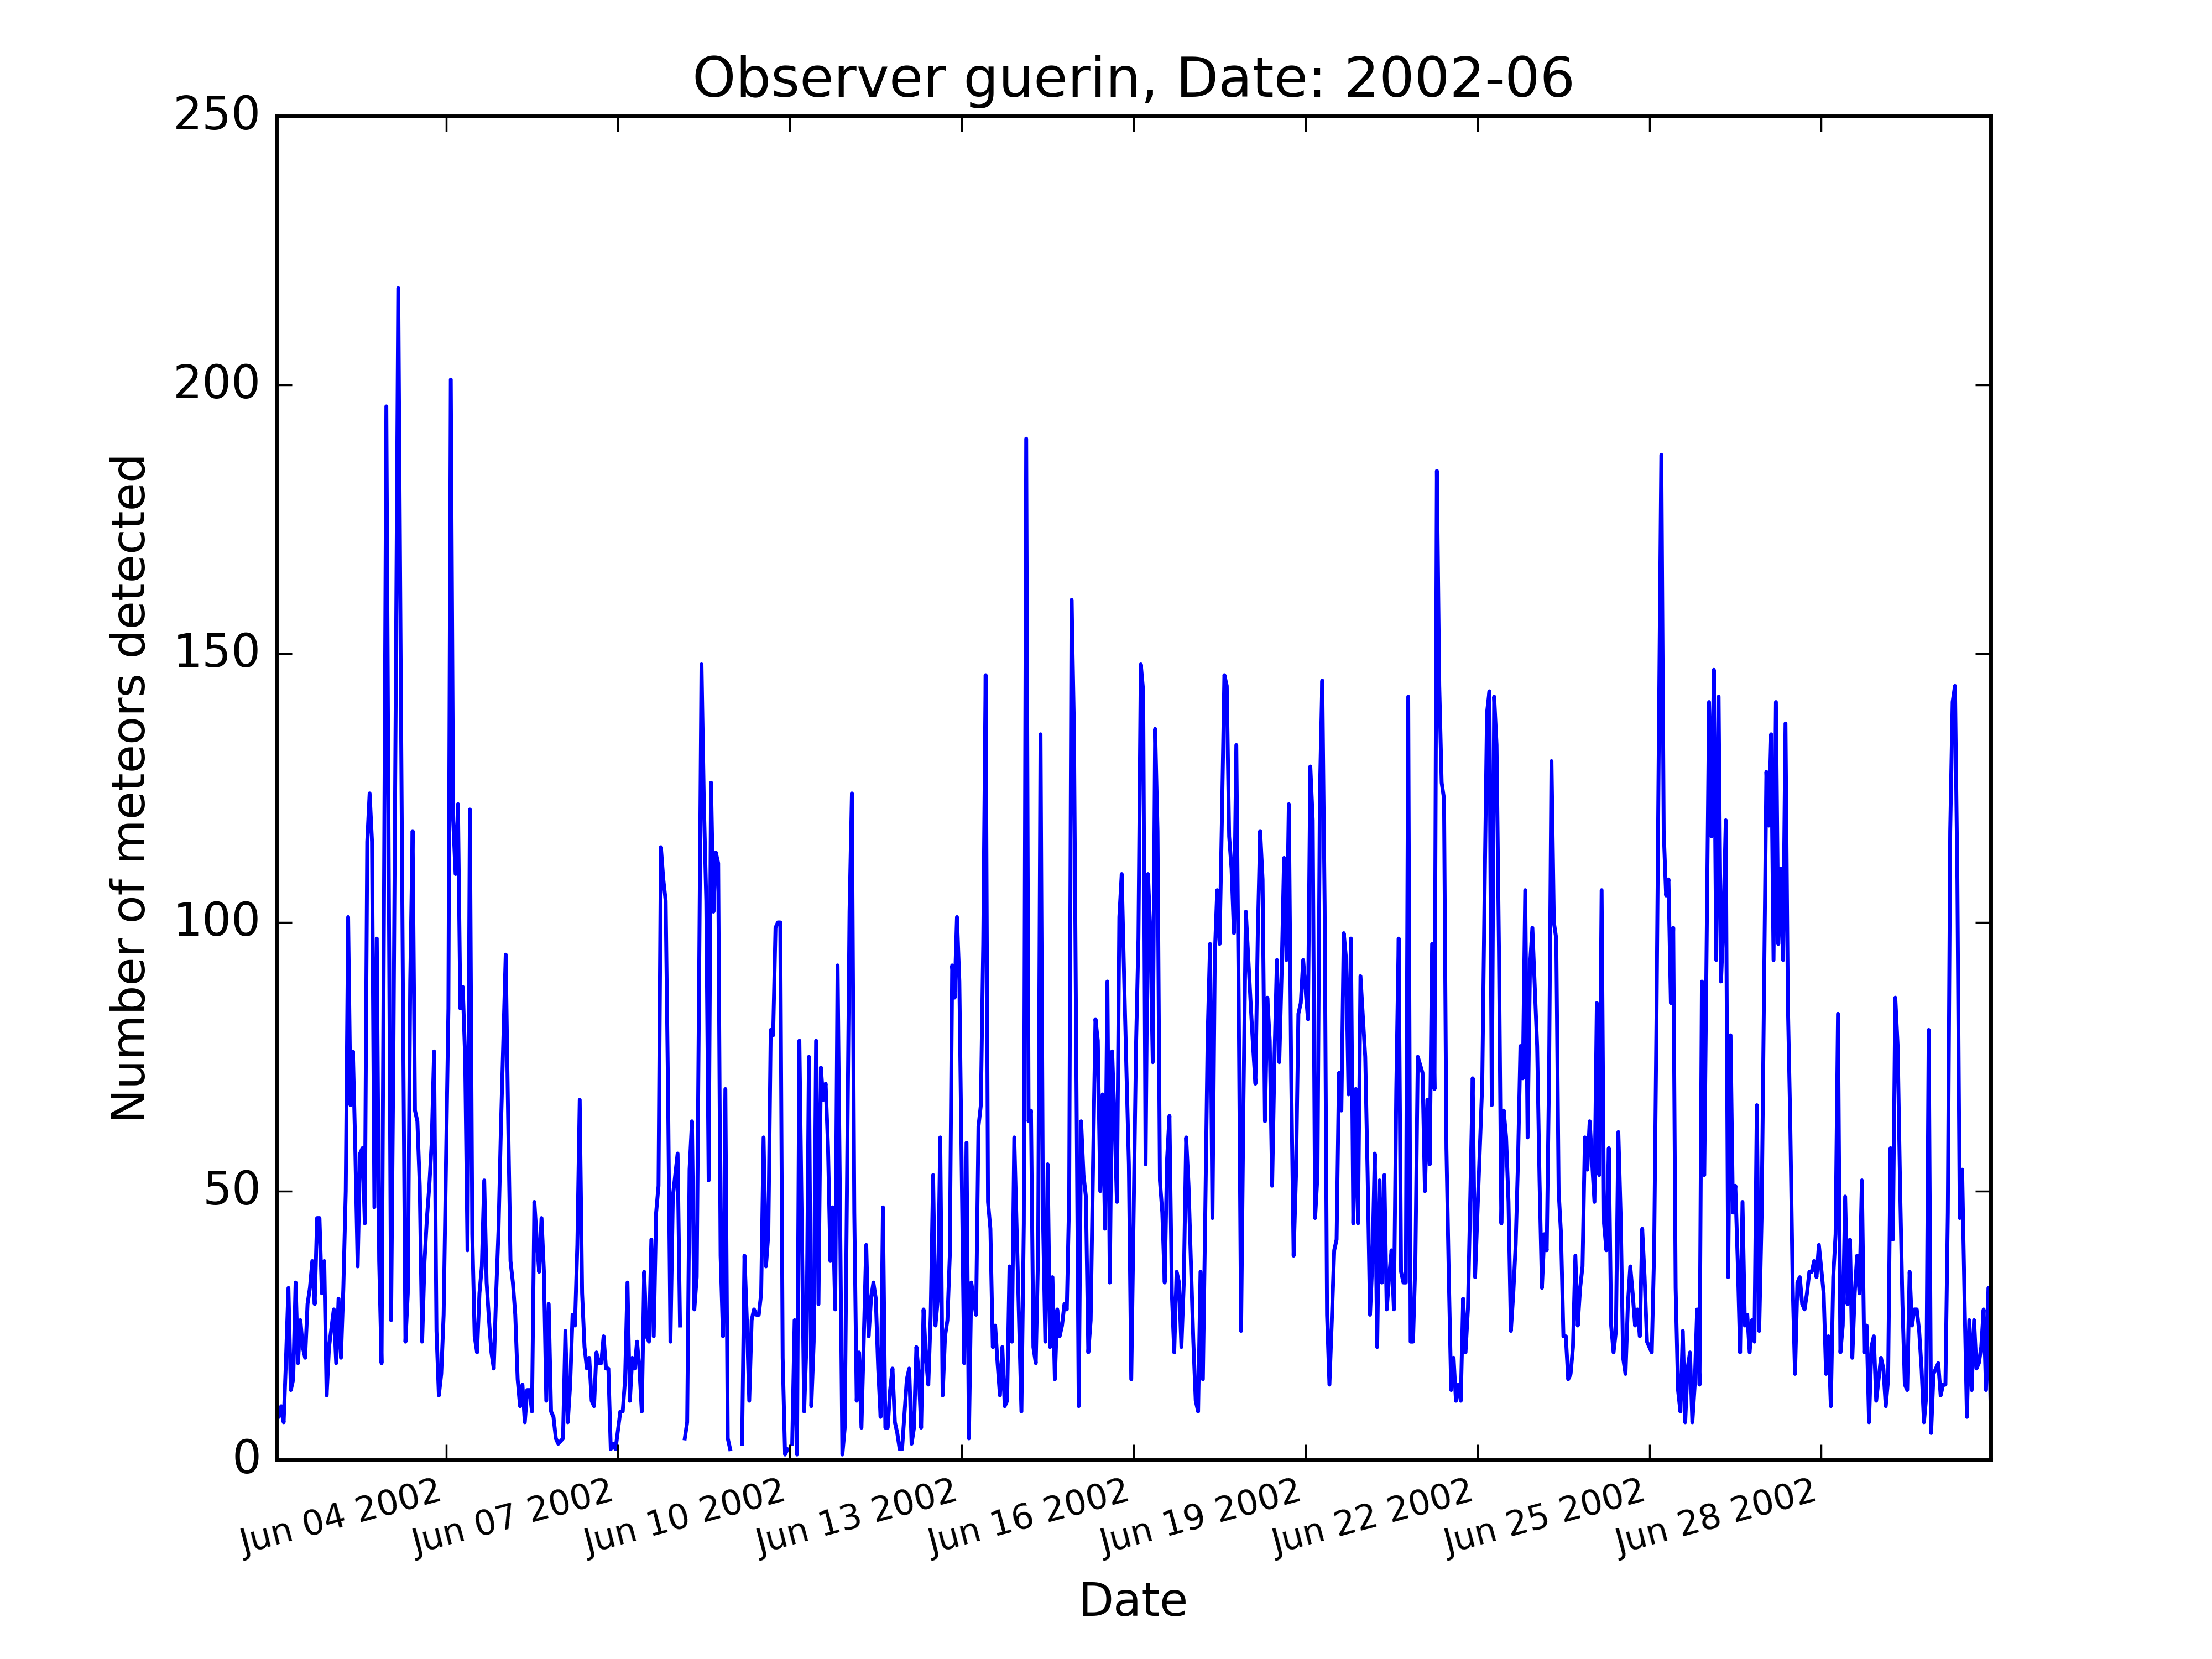 Observer guerin, Date: 2002-06
250
200
150
100
50
0
Number of meteors detected
Jun 04 2002
Jun 07 2002
Jun 10 2002
Jun 13 2002
Jun 16 2002
Jun 19 2002
Jun 22 2002
Jun 25 2002
Jun 28 2002
Date